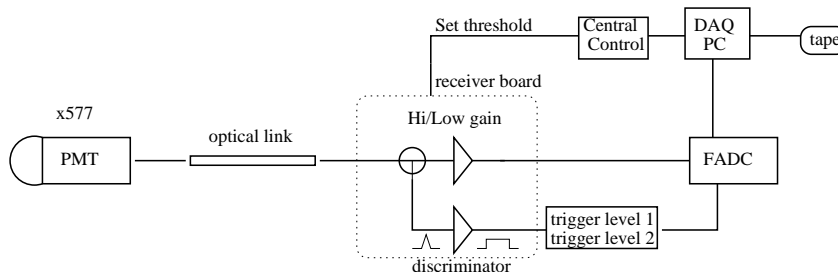 Set threshold
Central
Control
DAQ
PC
tape
receiver board
x577
Hi/Low gain
optical link
PMT
FADC
trigger level 1
trigger level 2
discriminator